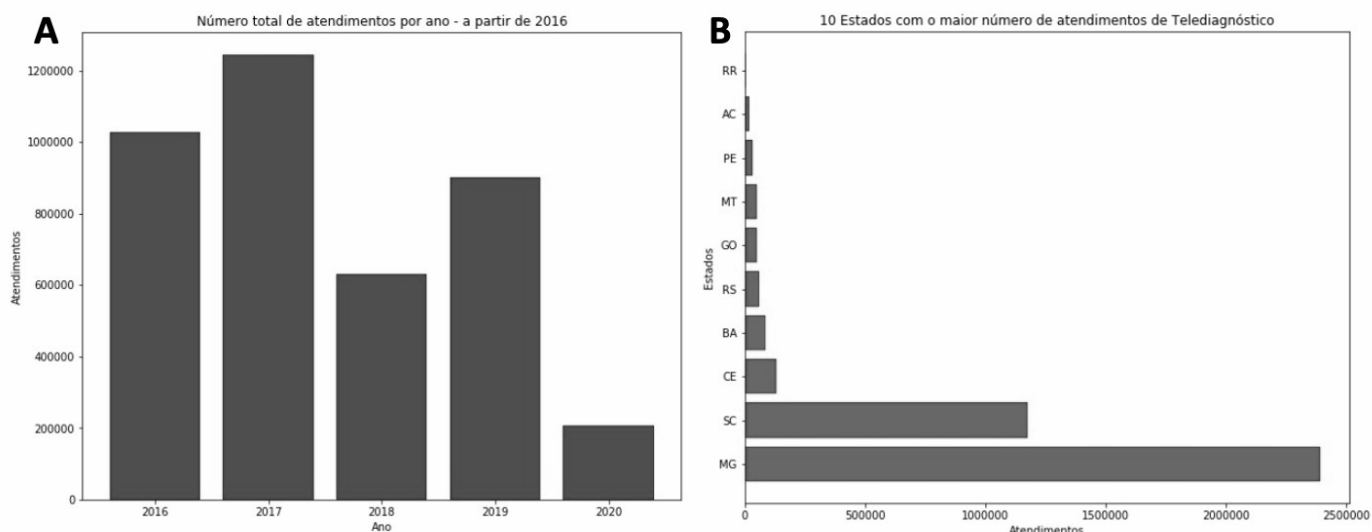 A
Número total de atendimentos por ano - a partir de 2016
1200000
1000000
800000
600000
400000
200000
0
Atendimentos
2016 2017 2018 2019 2020
Ano
B
10 Estados com o maior número de atendimentos de Telediagnóstico
RR
AC
PE
MT
GO
RS
BA
CE
SC
MG
Estados
0 500000 1000000 1500000 2000000 2500000
Atendimentos